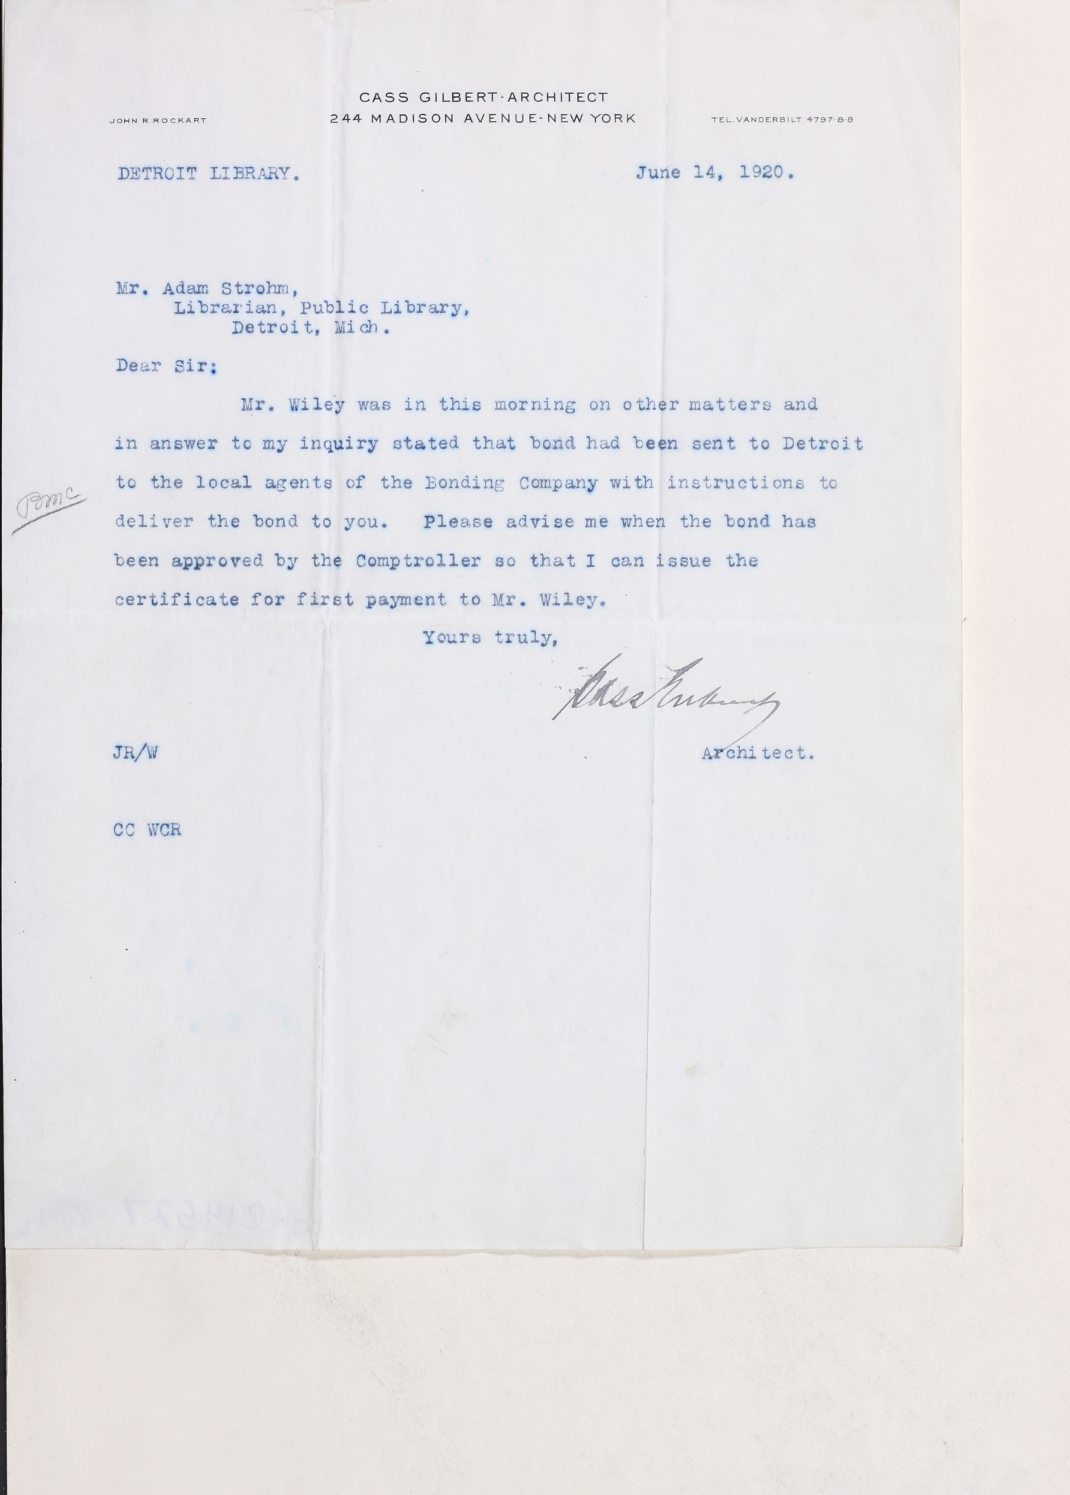 CASS GILBERT·ARCHITECT
JOHN R. ROCKART 244 MADISON AVENUE·NEW YORK TEL. VANDERBILT 4797·8·9
DETROIT LIBRARY. June 14, 1920.
Mr. Adam Strohm,
Librarian, Public Library,
Detroit, Mich.
Dear Sir:
Mr. Wiley was in this morning on other matters and
in answer to my inquiry stated that bond had been sent to Detroit
to the local agents of the Bonding Company with instructions to
deliver the bond to you. Please advise me when the bond has
been approved by the Comptroller so that I can issue the
certificate for first payment to Mr. Wiley.
Yours truly,
Cass
JR/W Architect.
CC WCR